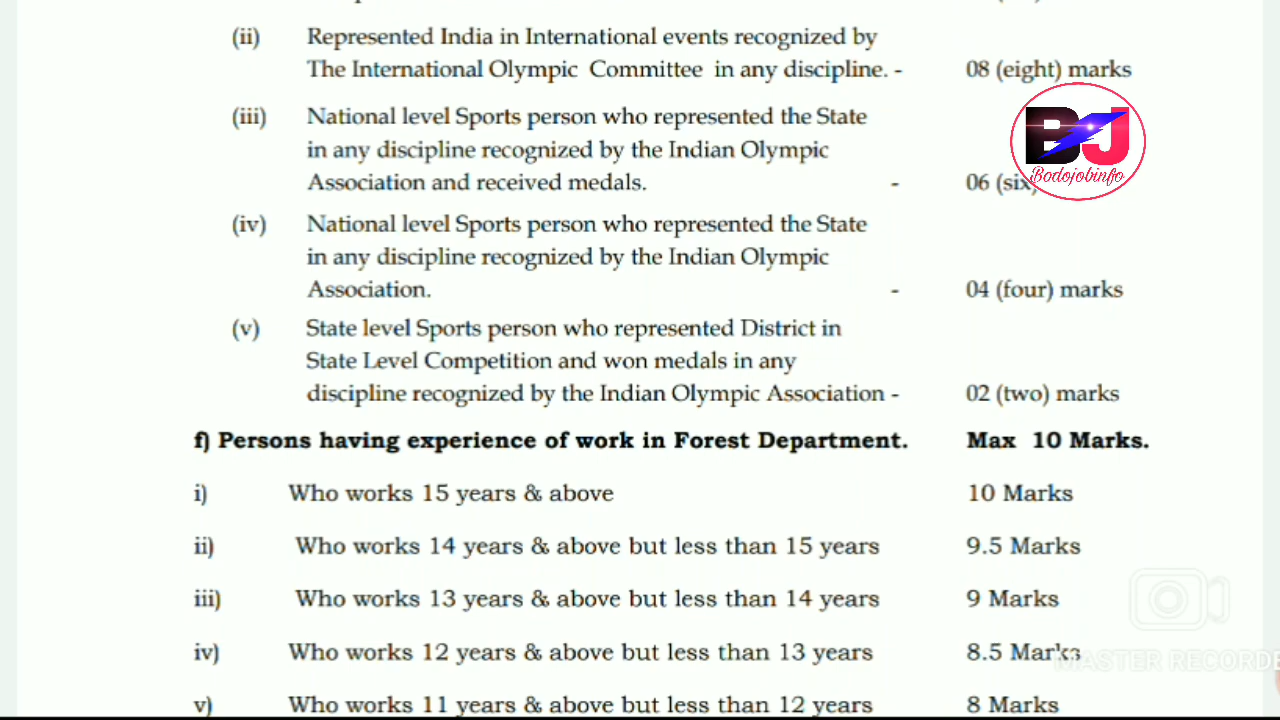 (ii) Represented India in International events recognized by
The International Olympic Committee in any discipline. - 08 (eight) marks
(iii) National level Sports person who represented the State
in any discipline recognized by the Indian Olympic
Association and received medals. - 06 (six)
BJ
Bodojobinfo
(iv) National level Sports person who represented the State
in any discipline recognized by the Indian Olympic
Association. - 04 (four) marks
(v) State level Sports person who represented District in
State Level Competition and won medals in any
discipline recognized by the Indian Olympic Association - 02 (two) marks
f) Persons having experience of work in Forest Department. Max 10 Marks.
i) Who works 15 years & above 10 Marks
ii) Who works 14 years & above but less than 15 years 9.5 Marks
iii) Who works 13 years & above but less than 14 years 9 Marks
iv) Who works 12 years & above but less than 13 years 8.5 Marks
MASTER RECORDE
v) Who works 11 years & above but less than 12 years 8 Marks